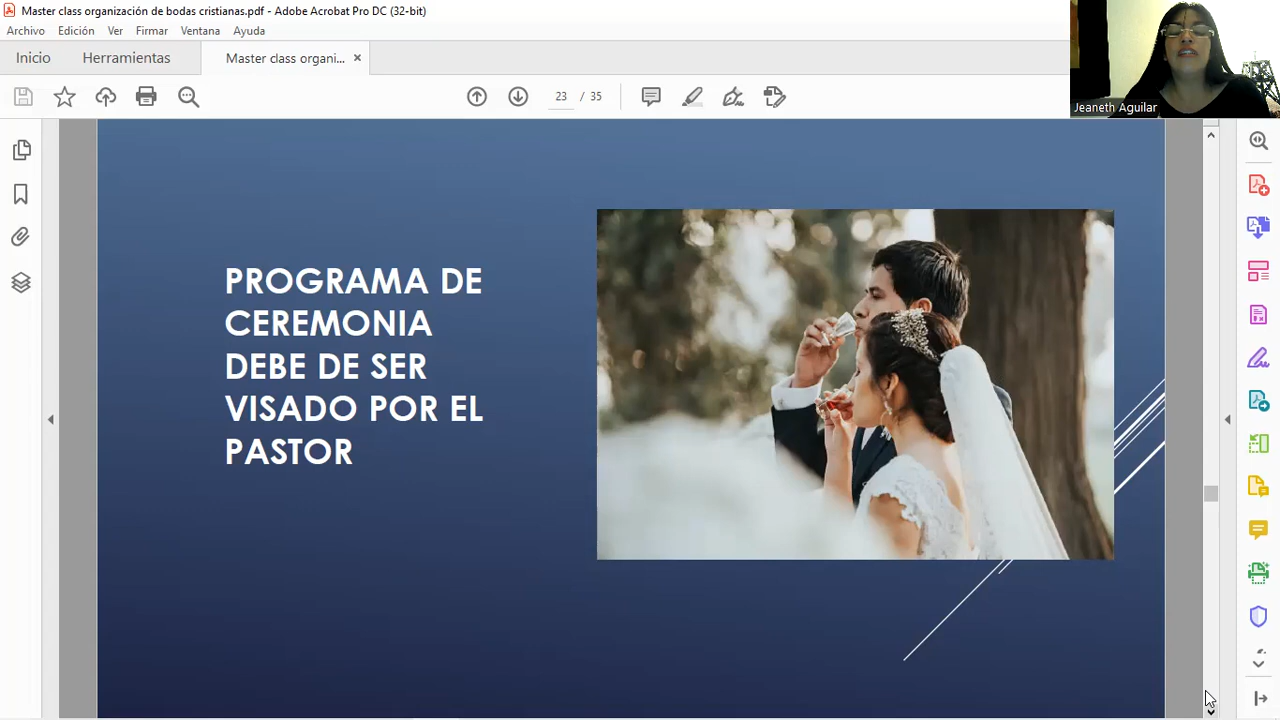 Master class organización de bodas cristianas.pdf - Adobe Acrobat Pro DC (32-bit)
Archivo Edición Ver Firmar Ventana Ayuda
Inicio Herramientas Master class organi... ×
23 / 35
Jeaneth Aguilar
PROGRAMA DE
CEREMONIA
DEBE DE SER
VISADO POR EL
PASTOR